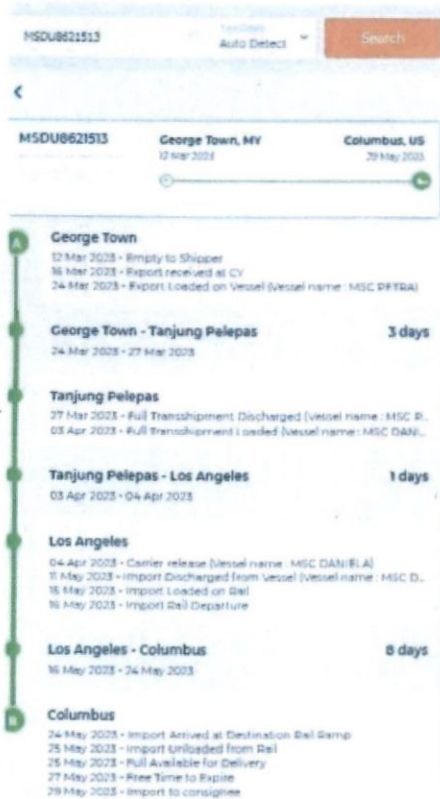 MSDU8621513
Auto Detect
Search
MSDU8621513
George Town, MY
Columbus, US
12 Mar 2023
29 May 2023
A
George Town
12 Mar 2023 - Empty to Shipper
16 Mar 2023 - Export received at CY
24 Mar 2023 - Export Loaded on Vessel (Vessel name : MSC PETRA)
George Town - Tanjung Pelepas
3 days
24 Mar 2023 - 27 Mar 2023
Tanjung Pelepas
27 Mar 2023 - Full Transshipment Discharged (Vessel name : MSC P...
03 Apr 2023 - Full Transshipment Loaded (Vessel name : MSC DANI...
Tanjung Pelepas - Los Angeles
1 days
03 Apr 2023 - 04 Apr 2023
Los Angeles
04 Apr 2023 - Carrier release (Vessel name : MSC DANIELA)
11 May 2023 - Import Discharged from Vessel (Vessel name : MSC D...
15 May 2023 - Import Loaded on Rail
16 May 2023 - Import Rail Departure
Los Angeles - Columbus
8 days
16 May 2023 - 24 May 2023
B
Columbus
24 May 2023 - Import Arrived at Destination Rail Ramp
25 May 2023 - Import Unloaded from Rail
25 May 2023 - Full Available for Delivery
27 May 2023 - Free Time to Expire
29 May 2023 - Import to consignee